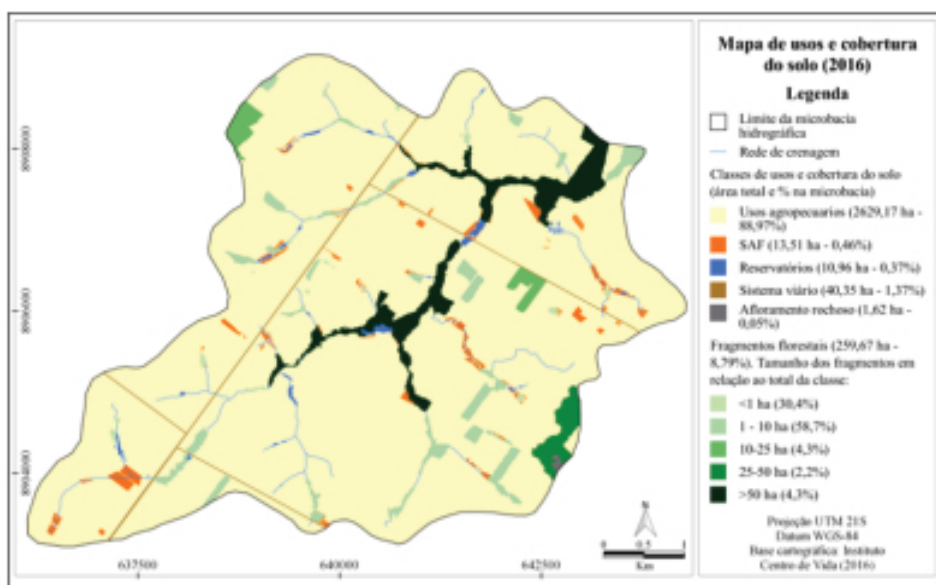 Mapa de usos e cobertura
do solo (2016)
Legenda
Limite da microbacia
hidrográfica
Rede de crenagem
Classes de usos e cobertura do solo
(área total e % na microbacia)
Usos agropecuarios (2629,17 ha -
88,97%)
SAF (13,51 ha - 0,46%)
Reservatórios (10,96 ha - 0,37%)
Sistema viário (40,35 ha - 1,37%)
Afloramento rochoso (1,62 ha -
0,05%)
Fragmentos florestais (259,67 ha -
8,79%). Tamanho dos fragmentos em
relação ao total da classe:
<1 ha (30,4%)
1 - 10 ha (58,7%)
10-25 ha (4,3%)
25-50 ha (2,2%)
>50 ha (4,3%)
Projeção UTM 21S
Datum WGS-84
Base cartográfica: Instituto
Centro de Vida (2016)
8908000
8906000
8904000
N
0 0,5 1
Km
637500 640000 642500